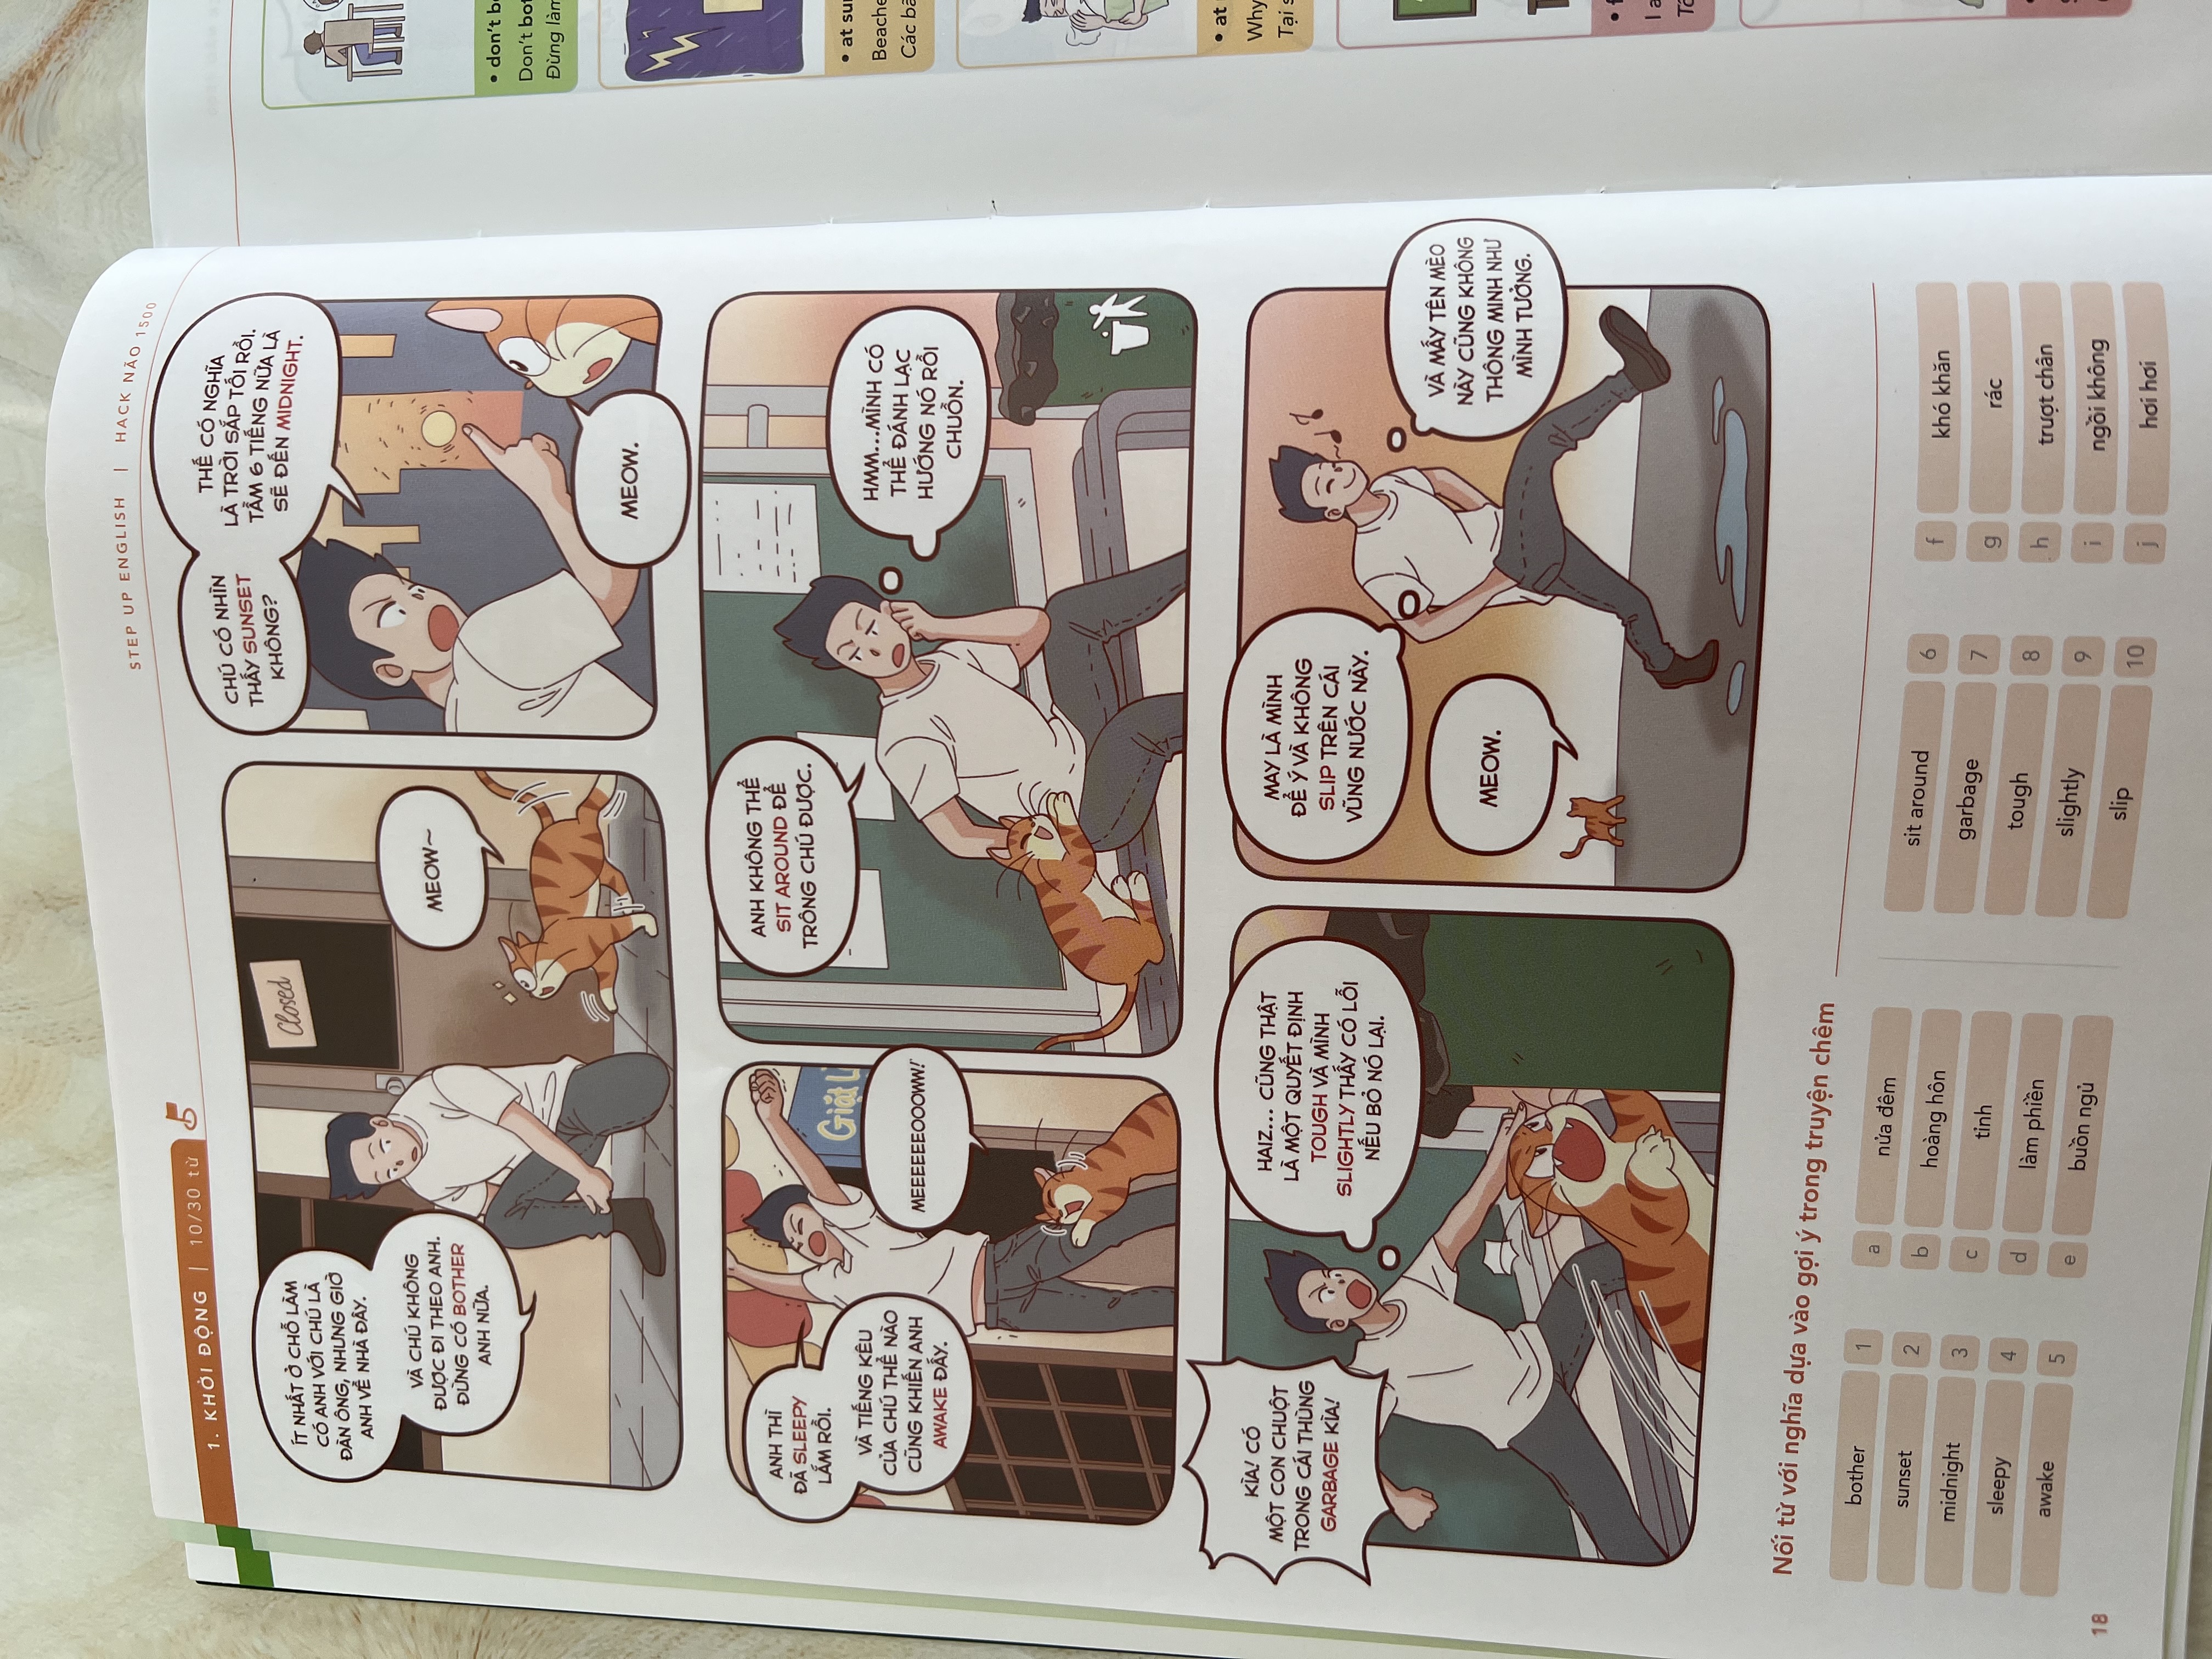 STEP UP ENGLISH | HACK NÃO 1500
1. KHỞI ĐỘNG | 10/30 từ
ÍT NHẤT Ở CHỖ LÀM
CÓ ANH VỚI CHÚ LÀ
ĐÀN ÔNG, NHƯNG GIỜ
ANH VỀ NHÀ ĐÂY.
VÀ CHÚ KHÔNG
ĐƯỢC ĐI THEO ANH.
ĐỪNG CÓ BOTHER
ANH NỮA.
Closed
MEOW~
CHÚ CÓ NHÌN
THẤY SUNSET
KHÔNG?
THẾ CÓ NGHĨA
LÀ TRỜI SẮP TỐI RỒI.
TẦM 6 TIẾNG NỮA LÀ
SẼ ĐẾN MIDNIGHT.
MEOW.
ANH THÌ
ĐÃ SLEEPY
LẮM RỒI.
VÀ TIẾNG KÊU
CỦA CHÚ THỂ NÀO
CŨNG KHIẾN ANH
AWAKE ĐẤY.
Giặt L
MEEEEEEOOOWW!
ANH KHÔNG THỂ
SIT AROUND ĐỂ
TRÔNG CHÚ ĐƯỢC.
HMM...MÌNH CÓ
THỂ ĐÁNH LẠC
HƯỚNG NÓ RỒI
CHUỒN.
KÌA! CÓ
MỘT CON CHUỘT
TRONG CÁI THÙNG
GARBAGE KÌA!
HAIZ... CŨNG THẬT
LÀ MỘT QUYẾT ĐỊNH
TOUGH VÀ MÌNH
SLIGHTLY THẤY CÓ LỖI
NẾU BỎ NÓ LẠI.
MAY LÀ MÌNH
ĐỂ Ý VÀ KHÔNG
SLIP TRÊN CÁI
VŨNG NƯỚC NÀY.
MEOW.
VÀ MẤY TÊN MÈO
NÀY CŨNG KHÔNG
THÔNG MINH NHƯ
MÌNH TƯỞNG.
Nối từ với nghĩa dựa vào gợi ý trong truyện chêm
bother 1
sunset 2
midnight 3
sleepy 4
awake 5
a nửa đêm
b hoàng hôn
c tỉnh
d làm phiền
e buồn ngủ
sit around 6
garbage 7
tough 8
slightly 9
slip 10
f khó khăn
g rác
h trượt chân
i ngồi không
j hơi hơi
18
• don't b
Don't bot
Đừng làm
• at su
Beache
Các bã
• at
Why
Tại s
I a